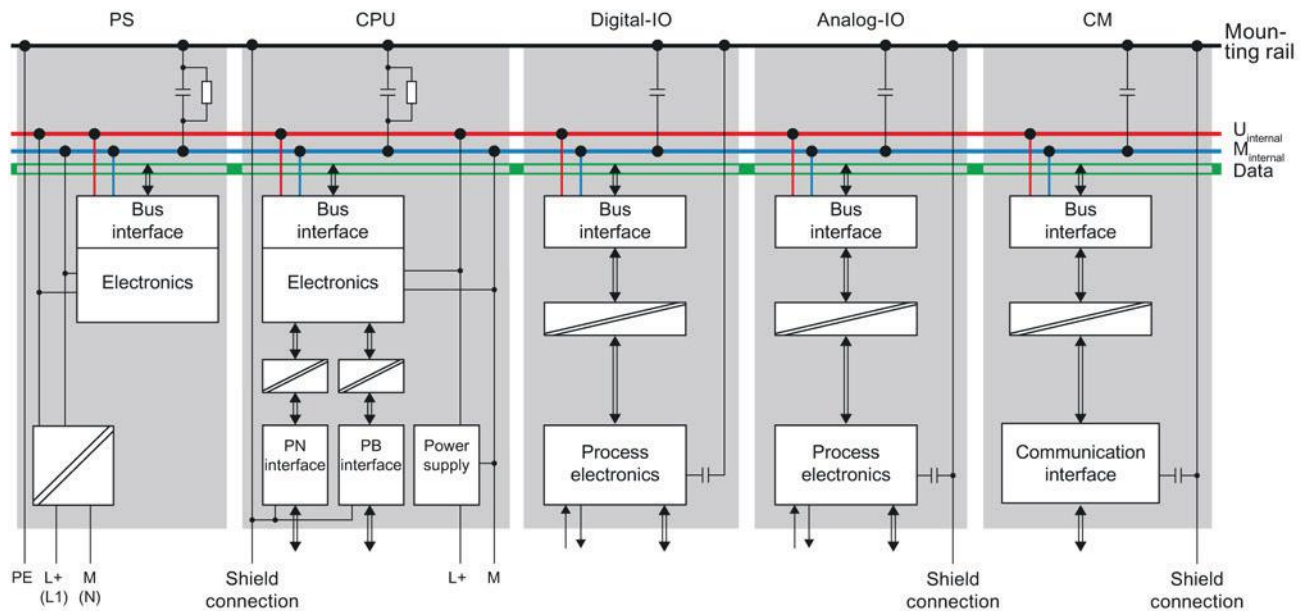 PS
CPU
Digital-IO
Analog-IO
CM
Moun-
ting rail
Uinternal
Minternal
Data
Bus
interface
Electronics
Bus
interface
Electronics
Bus
interface
Bus
interface
Bus
interface
PN
interface
PB
interface
Power
supply
Process
electronics
Process
electronics
Communication
interface
PE
L+
(L1)
M
(N)
Shield
connection
L+
M
Shield
connection
Shield
connection